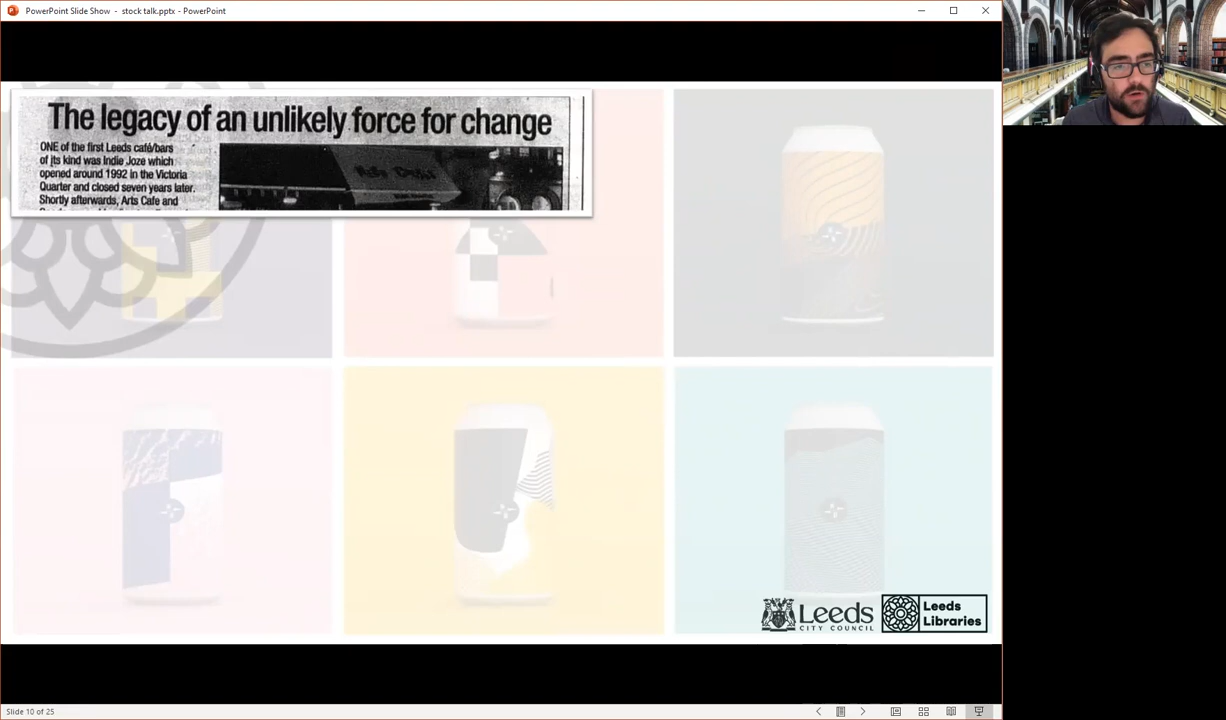 PowerPoint Slide Show - stock talk.pptx - PowerPoint
The legacy of an unlikely force for change
ONE of the first Leeds café/bars
of its kind was Indie Joze which
opened around 1992 in the Victoria
Quarter and closed seven years later.
Shortly afterwards, Arts Cafe and
Leeds
CITY COUNCIL
Leeds
Libraries
Slide 10 of 25